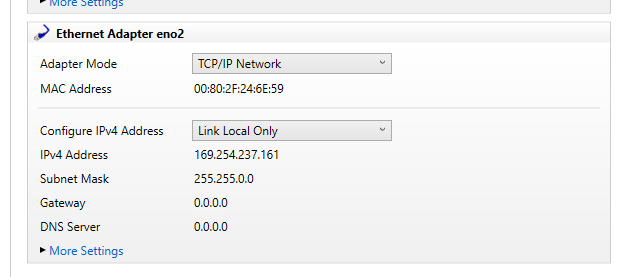 More Settings
Ethernet Adapter eno2
Adapter Mode TCP/IP Network
MAC Address 00:80:2F:24:6E:59
Configure IPv4 Address Link Local Only
IPv4 Address 169.254.237.161
Subnet Mask 255.255.0.0
Gateway 0.0.0.0
DNS Server 0.0.0.0
More Settings